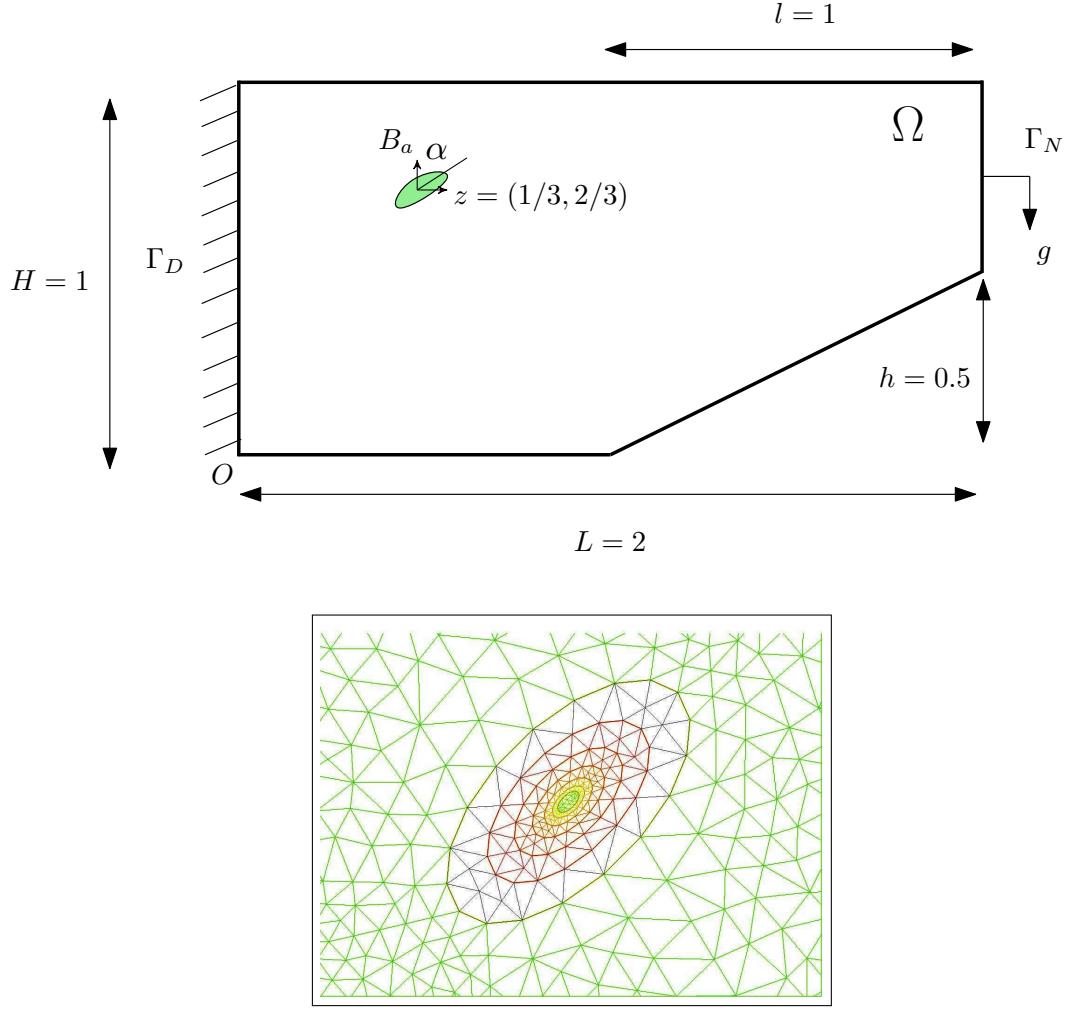 l = 1
Ω
B_a
α
Γ_N
z = (1/3, 2/3)
Γ_D
g
H = 1
h = 0.5
O
L = 2